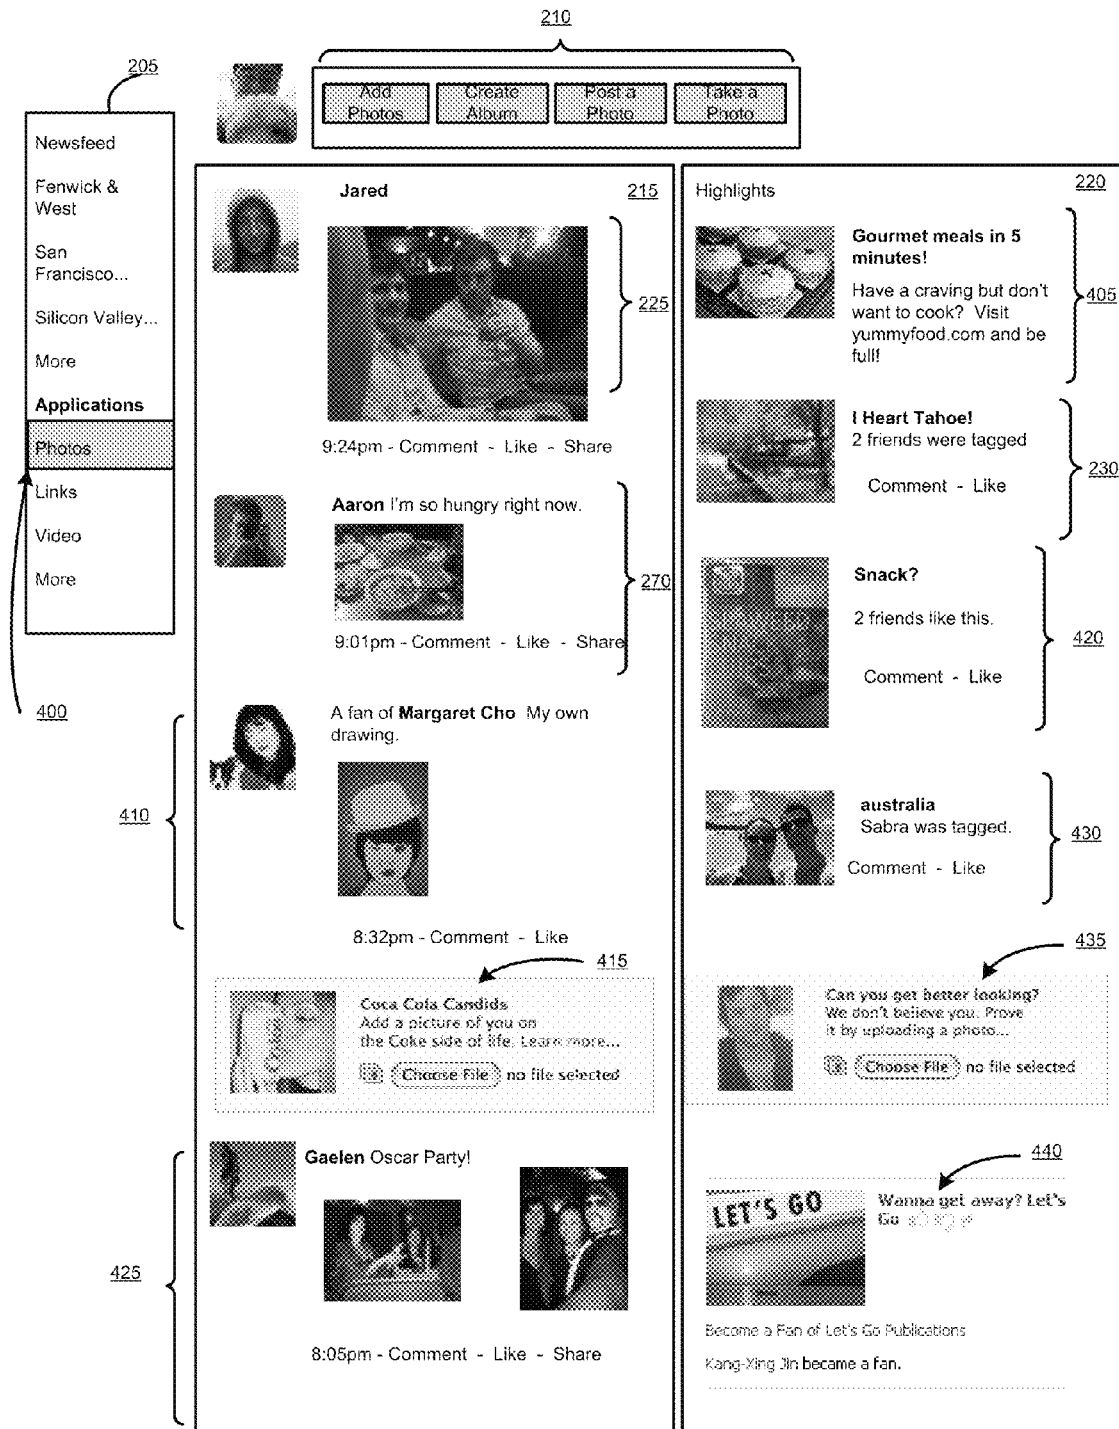 210
205
Add Photos
Create Album
Post a Photo
Take a Photo
Newsfeed
Fenwick &
West
San
Francisco...
Silicon Valley...
More
Applications
Photos
Links
Video
More
400
Jared
215
225
9:24pm - Comment - Like - Share
Aaron I'm so hungry right now.
270
9:01pm - Comment - Like - Share
410
A fan of Margaret Cho My own
drawing.
8:32pm - Comment - Like
415
Coca Cola Candids
Add a picture of you on
the Coke side of life. Learn more...
Choose File no file selected
425
Gaelen Oscar Party!
8:05pm - Comment - Like - Share
Highlights
220
Gourmet meals in 5
minutes!
Have a craving but don't
want to cook? Visit
yummyfood.com and be
full!
405
I Heart Tahoe!
2 friends were tagged
Comment - Like
230
Snack?
2 friends like this.
Comment - Like
420
australia
Sabra was tagged.
Comment - Like
430
435
Can you get better looking?
We don't believe you. Prove
it by uploading a photo...
Choose File no file selected
440
LET'S GO
Wanna get away? Let's
Go
Become a Fan of Let's Go Publications
Kang-Xing Jin became a fan.